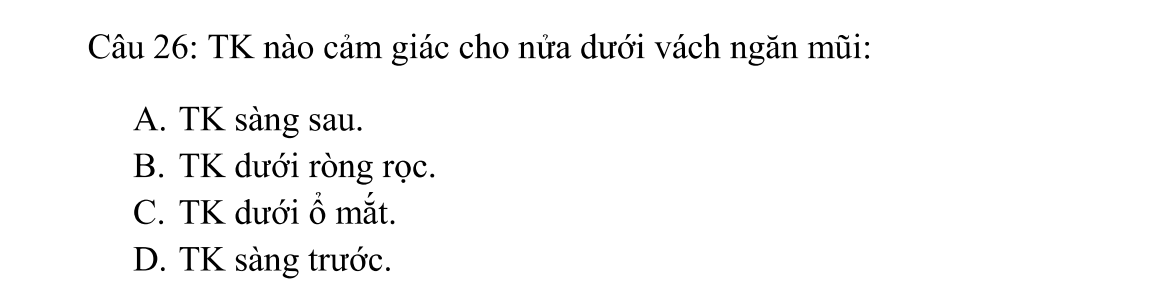 Câu 26: TK nào cảm giác cho nửa dưới vách ngăn mũi:
A. TK sàng sau.
B. TK dưới ròng rọc.
C. TK dưới ổ mắt.
D. TK sàng trước.